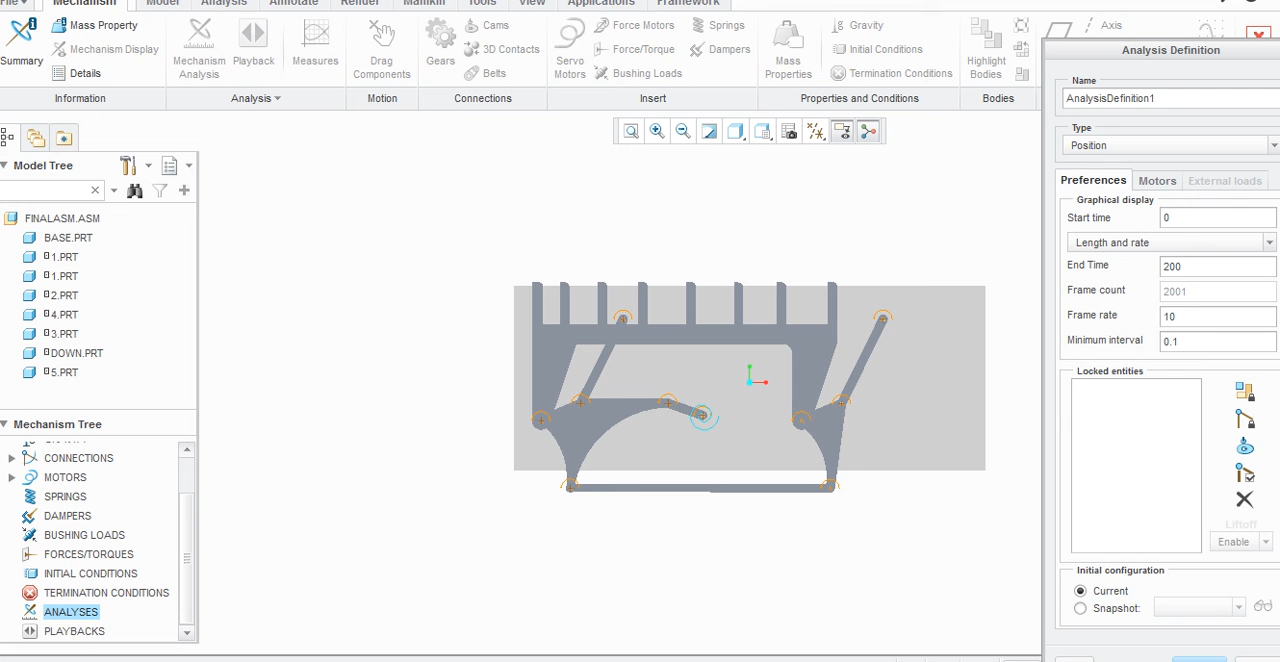 File
Mechanism
Model
Analysis
Annotate
Render
Manikin
Tools
View
Applications
Framework
Summary
Mass Property
Mechanism Display
Details
Information
Mechanism
Analysis
Playback
Measures
Analysis
Drag
Components
Motion
Gears
Cams
3D Contacts
Belts
Connections
Servo
Motors
Force Motors
Force/Torque
Bushing Loads
Springs
Dampers
Insert
Mass
Properties
Gravity
Initial Conditions
Termination Conditions
Properties and Conditions
Highlight
Bodies
Bodies
Axis
Model Tree
FINALASM.ASM
BASE.PRT
1.PRT
1.PRT
2.PRT
4.PRT
3.PRT
DOWN.PRT
5.PRT
Mechanism Tree
CONNECTIONS
MOTORS
SPRINGS
DAMPERS
BUSHING LOADS
FORCES/TORQUES
INITIAL CONDITIONS
TERMINATION CONDITIONS
ANALYSES
PLAYBACKS
Analysis Definition
Name
AnalysisDefinition1
Type
Position
Preferences
Motors
External loads
Graphical display
Start time 0
Length and rate
End Time 200
Frame count 2001
Frame rate 10
Minimum interval 0.1
Locked entities
Liftoff
Enable
Initial configuration
Current
Snapshot: